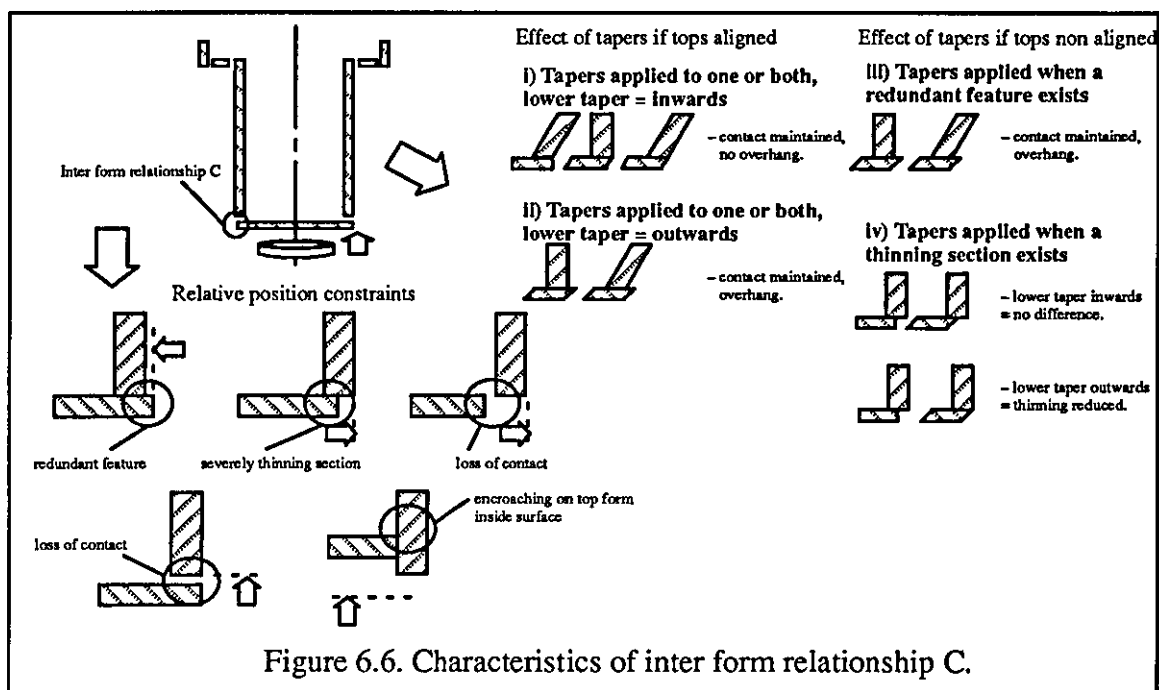 Effect of tapers if tops aligned
i) Tapers applied to one or both,
lower taper = inwards
– contact maintained,
no overhang.
ii) Tapers applied to one or both,
lower taper = outwards
– contact maintained,
overhang.
Effect of tapers if tops non aligned
iii) Tapers applied when a
redundant feature exists
– contact maintained,
overhang.
iv) Tapers applied when a
thinning section exists
– lower taper inwards
= no difference.
– lower taper outwards
= thinning reduced.
Inter form relationship C
Relative position constraints
redundant feature
severely thinning section
loss of contact
loss of contact
encroaching on top form
inside surface
Figure 6.6. Characteristics of inter form relationship C.